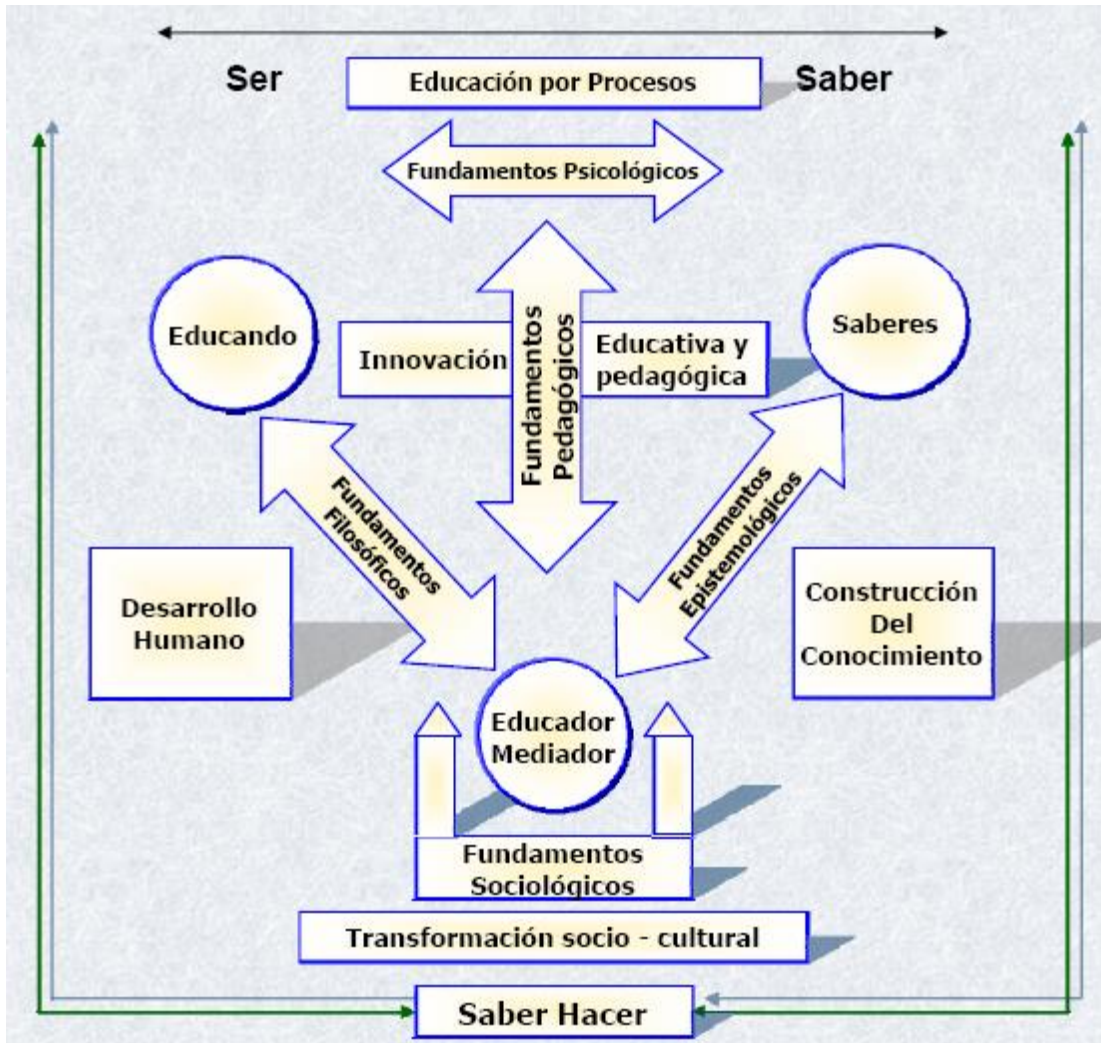 Ser
Educación por Procesos
Saber
Fundamentos Psicológicos
Educando
Innovación
Fundamentos
Pedagógicos
Educativa y
pedagógica
Saberes
Fundamentos
Filosóficos
Fundamentos
Epistemológicos
Desarrollo
Humano
Construcción
Del
Conocimiento
Educador
Mediador
Fundamentos
Sociológicos
Transformación socio - cultural
Saber Hacer